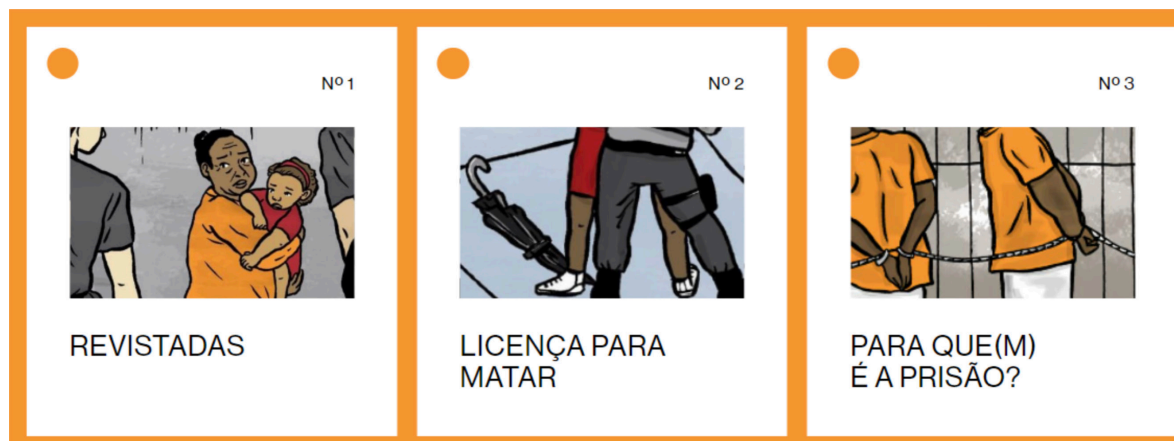 Nº 1
REVISTADAS
Nº 2
LICENÇA PARA
MATAR
Nº 3
PARA QUE(M)
É A PRISÃO?